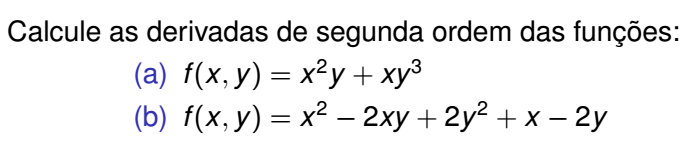 Calcule as derivadas de segunda ordem das funções:
(a) f(x, y) = x²y + xy³
(b) f(x, y) = x² − 2xy + 2y² + x − 2y